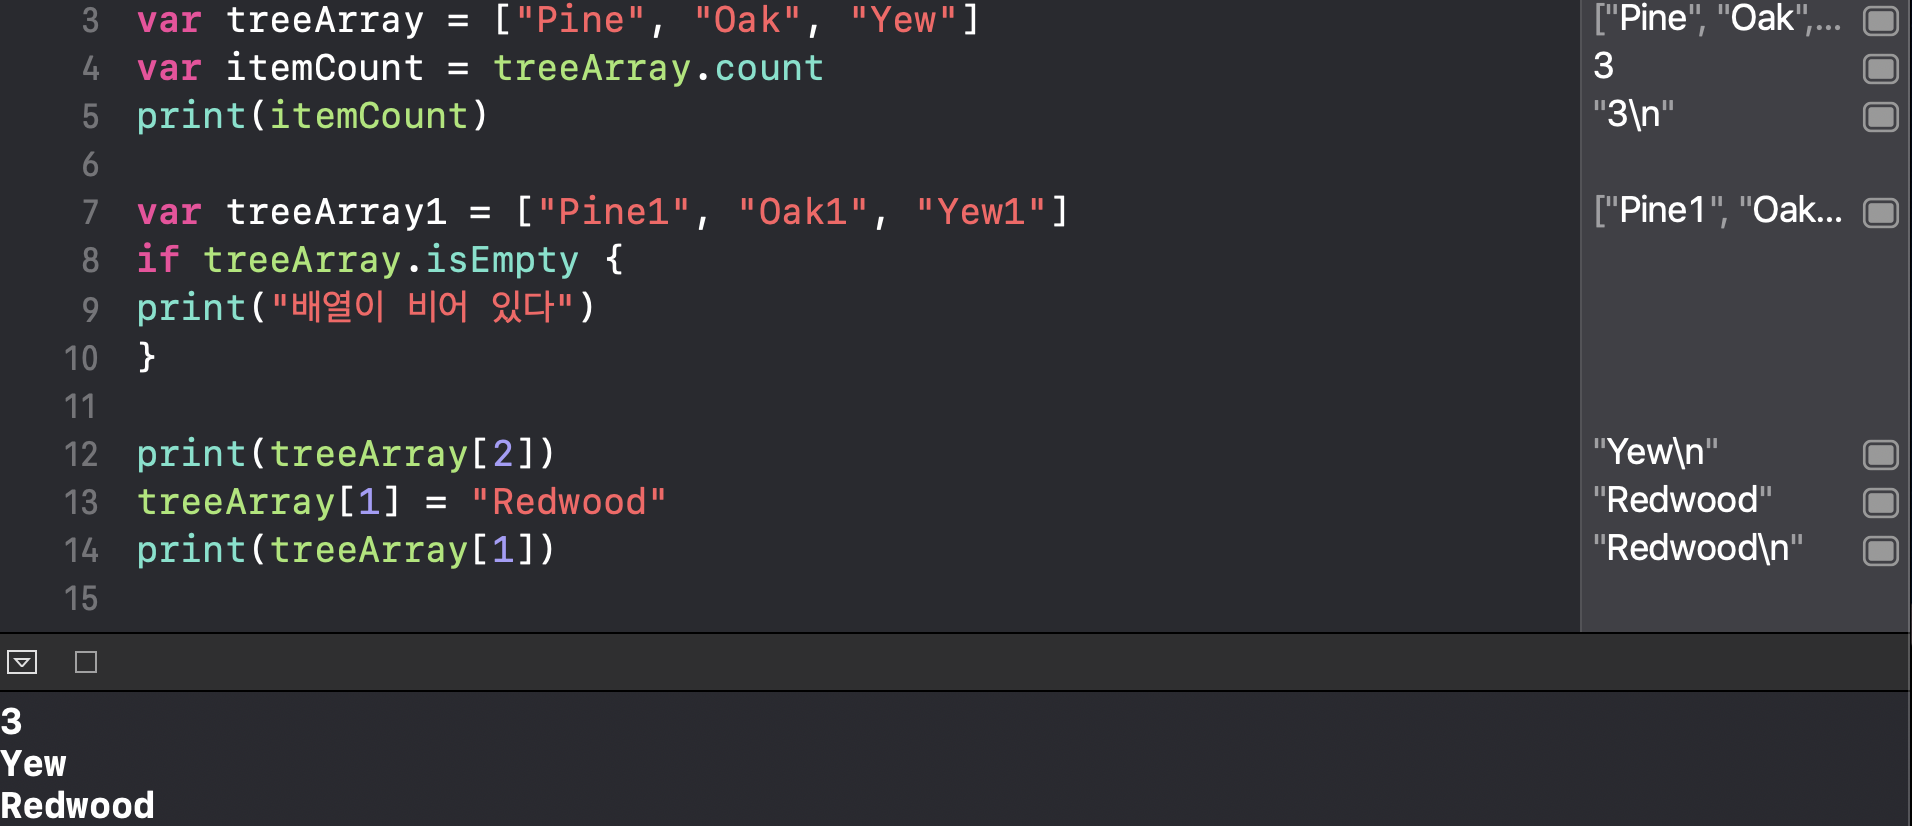 3 var treeArray = ["Pine", "Oak", "Yew"] ["Pine", "Oak",...
4 var itemCount = treeArray.count 3
5 print(itemCount) "3\n"
6
7 var treeArray1 = ["Pine1", "Oak1", "Yew1"] ["Pine1", "Oak...
8 if treeArray.isEmpty {
9 print("배열이 비어 있다")
10 }
11
12 print(treeArray[2]) "Yew\n"
13 treeArray[1] = "Redwood" "Redwood"
14 print(treeArray[1]) "Redwood\n"
15
3
Yew
Redwood